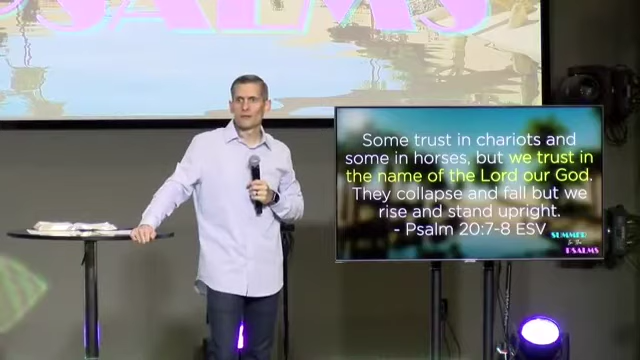 PSALMS
Some trust in chariots and
some in horses, but we trust in
the name of the Lord our God.
They collapse and fall but we
rise and stand upright.
- Psalm 20:7-8 ESV
SUMMER
PSALMS